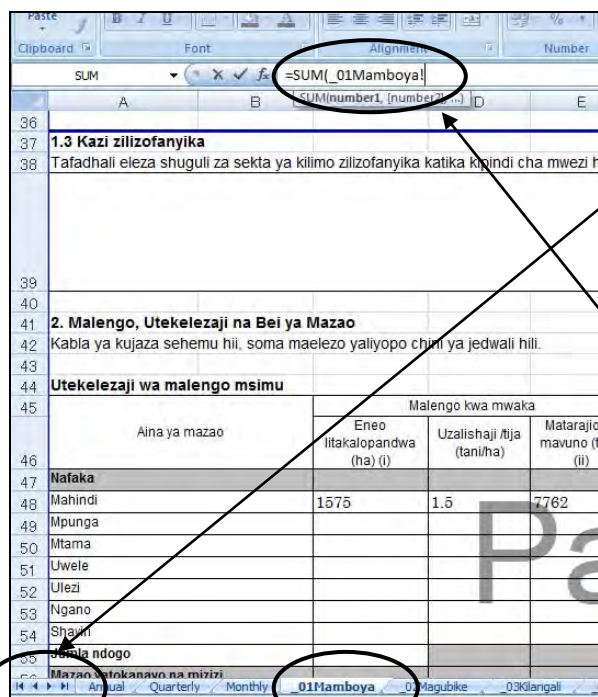 Paste B I U
Clipboard Font Alignment Number
SUM fx =SUM(_01Mamboya!
SUM(number1, [number2], ...)
A B D E
36
37 1.3 Kazi zilizofanyika
38 Tafadhali eleza shuguli za sekta ya kilimo zilizofanyika katika kipindi cha mwezi h
39
40
41 2. Malengo, Utekelezaji na Bei ya Mazao
42 Kabla ya kujaza sehemu hii, soma maelezo yaliyopo chini ya jedwali hili.
43
44 Utekelezaji wa malengo msimu
45 Malengo kwa mwaka
46 Aina ya mazao Eneo litakalopandwa (ha) (i) Uzalishaji /tija (tani/ha) Matarajio mavuno (t (ii)
47 Nafaka
48 Mahindi 1575 1.5 7762
49 Mpunga
50 Mtama
51 Uwele
52 Ulezi
53 Ngano
54 Shayiri
55 Jumla ndogo
56 Mazao yatokanayo na mizizi
Pa
Annual Quarterly Monthly _01Mamboya _02Magubike _03Kilangali